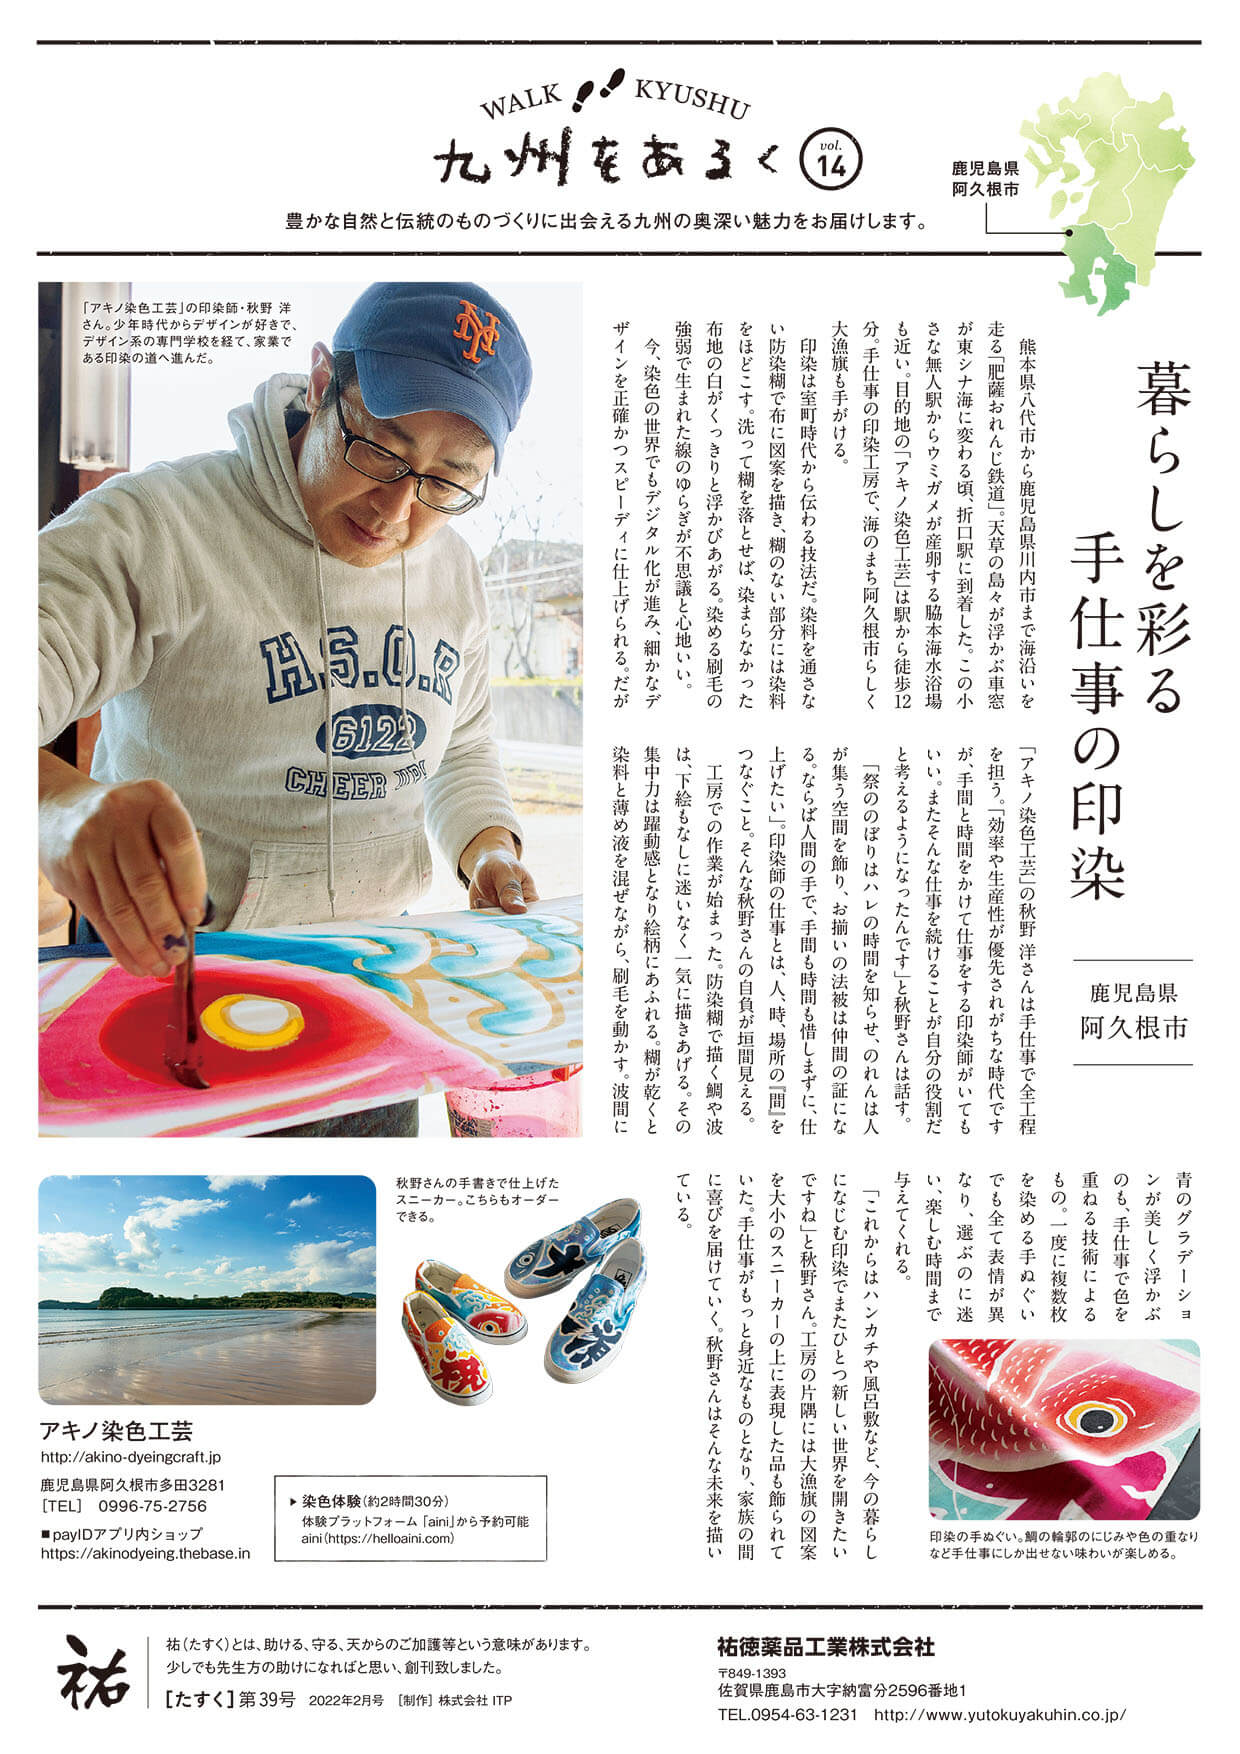 WALK KYUSHU
九州をあるく vol. 14
豊かな自然と伝統のものづくりに出会える九州の奥深い魅力をお届けします。
鹿児島県
阿久根市
「アキノ染色工芸」の印染師・秋野 洋
さん。少年時代からデザインが好きで、
デザイン系の専門学校を経て、家業で
ある印染の道へ進んだ。
NY
H.S.O.R
6122
CHEER UP!
暮らしを彩る
手仕事の印染
鹿児島県
阿久根市
熊本県八代市から鹿児島県川内市まで海沿いを
走る「肥薩おれんじ鉄道」。天草の島々が浮かぶ車窓
が東シナ海に変わる頃、折口駅に到着した。この小
さな無人駅からウミガメが産卵する脇本海水浴場
も近い。目的地の「アキノ染色工芸」は駅から徒歩12
分。手仕事の印染工房で、海のまち阿久根市らしく
大漁旗も手がける。
印染は室町時代から伝わる技法だ。染料を通さな
い防染糊で布に図案を描き、糊のない部分には染料
をほどこす。洗って糊を落とせば、染まらなかった
布地の白がくっきりと浮かびあがる。染める刷毛の
強弱で生まれた線のゆらぎが不思議と心地いい。
今、染色の世界でもデジタル化が進み、細かなデ
ザインを正確かつスピーディに仕上げられる。だが
「アキノ染色工芸」の秋野 洋さんは手仕事で全工程
を担う。「効率や生産性が優先されがちな時代です
が、手間と時間をかけて仕事をする印染師がいても
いい。またそんな仕事を続けることが自分の役割だ
と考えるようになったんです」と秋野さんは話す。
「祭ののぼりはハレの時間を知らせ、のれんは人
が集う空間を飾り、お揃いの法被は仲間の証にな
る。ならば人間の手で、手間も時間も惜しまずに、仕
上げたい」。印染師の仕事とは、人、時、場所の『間』を
つなぐこと。そんな秋野さんの自負が垣間見える。
工房での作業が始まった。防染糊で描く鯛や波
は、下絵もなしに迷いなく一気に描きあげる。その
集中力は躍動感となり絵柄にあふれる。糊が乾くと
染料と薄め液を混ぜながら、刷毛を動かす。波間に
青のグラデーショ
ンが美しく浮かぶ
のも、手仕事で色を
重ねる技術による
もの。一度に複数枚
を染める手ぬぐい
でも全て表情が異
なり、選ぶのに迷
い、楽しむ時間まで
与えてくれる。
「これからはハンカチや風呂敷など、今の暮らし
になじむ印染でまたひとつ新しい世界を開きたい
ですね」と秋野さん。工房の片隅には大漁旗の図案
を大小のスニーカーの上に表現した品も飾られて
いた。手仕事がもっと身近なものとなり、家族の間
に喜びを届けていく。秋野さんはそんな未来を描い
ている。
秋野さんの手書きで仕上げた
スニーカー。こちらもオーダー
できる。
印染の手ぬぐい。鯛の輪郭のにじみや色の重なり
など手仕事にしか出せない味わいが楽しめる。
アキノ染色工芸
http://akino-dyeingcraft.jp
鹿児島県阿久根市多田3281
[TEL] 0996-75-2756
■payIDアプリ内ショップ
https://akinodyeing.thebase.in
▶染色体験(約2時間30分)
体験プラットフォーム「aini」から予約可能
aini(https://helloaini.com)
祐
祐(たすく)とは、助ける、守る、天からのご加護等という意味があります。
少しでも先生方の助けになればと思い、創刊致しました。
[たすく]第39号 2022年2月号 [制作] 株式会社 ITP
祐徳薬品工業株式会社
〒849-1393
佐賀県鹿島市大字納富分2596番地1
TEL.0954-63-1231 http://www.yutokuyakuhin.co.jp/